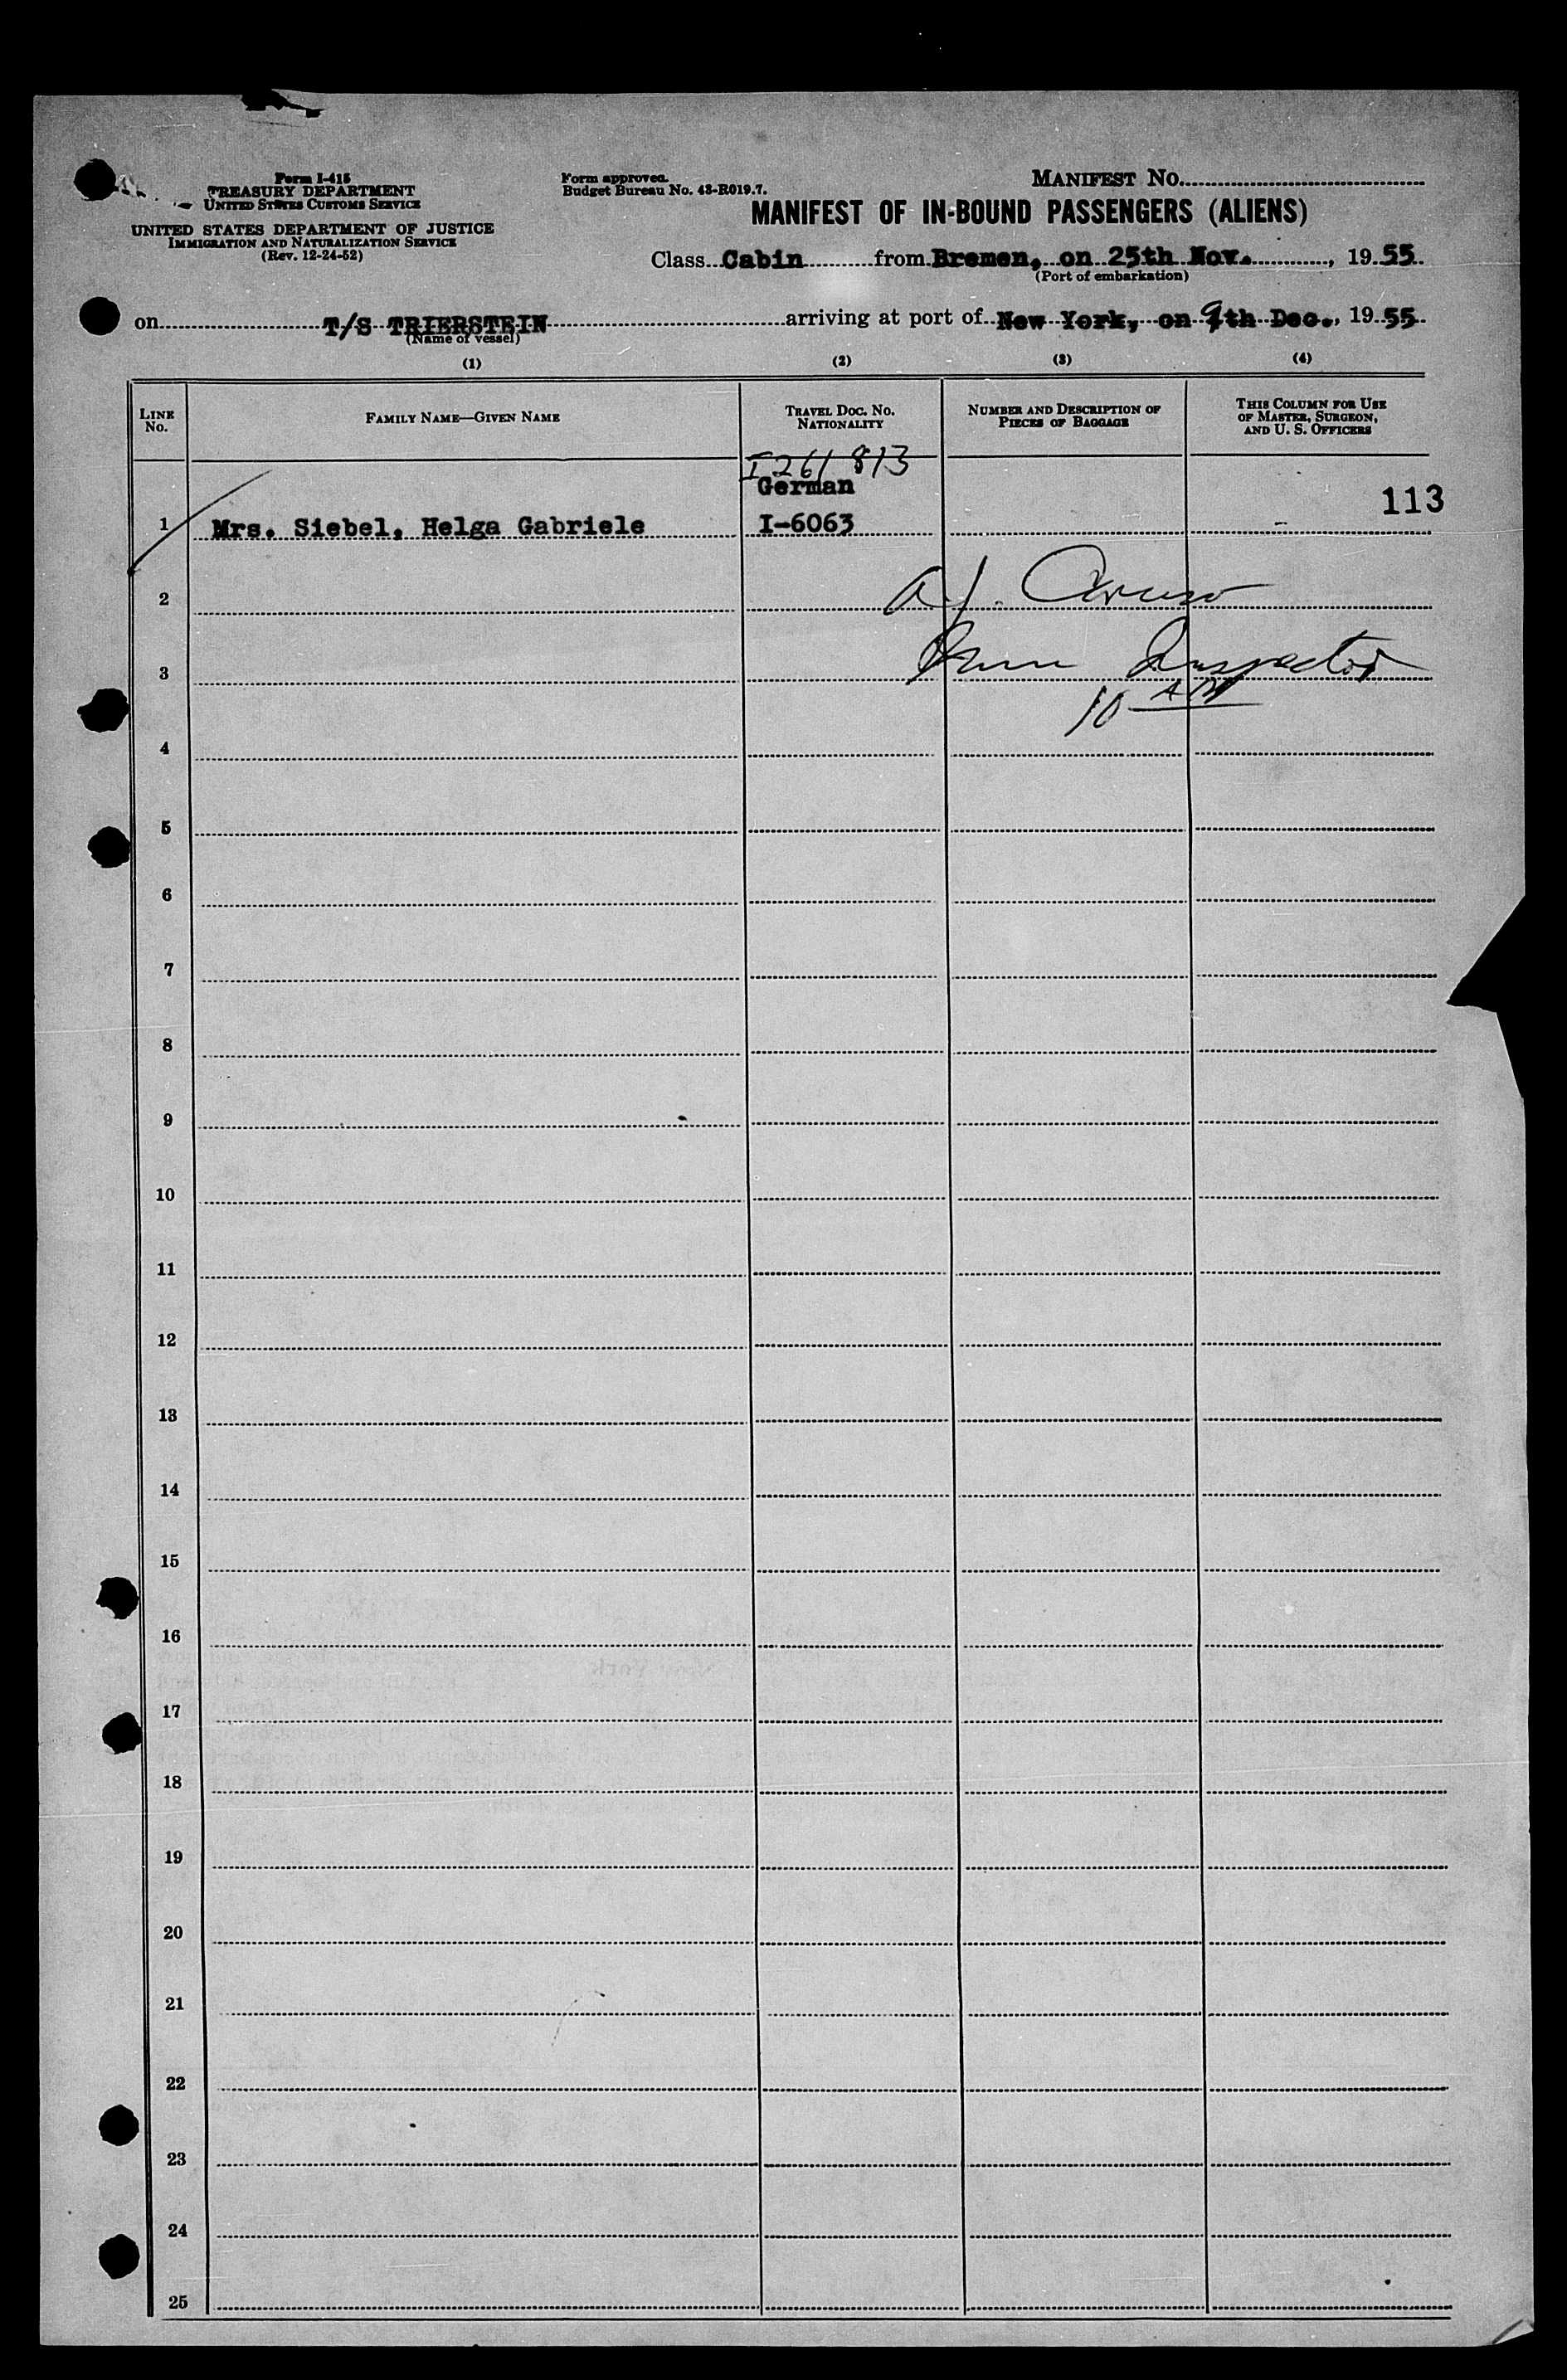 Form I-415
TREASURY DEPARTMENT
UNITED STATES CUSTOMS SERVICE
UNITED STATES DEPARTMENT OF JUSTICE
IMMIGRATION AND NATURALIZATION SERVICE
(Rev. 12-24-52)
Form approved.
Budget Bureau No. 43-R019.7.
MANIFEST NO.
MANIFEST OF IN-BOUND PASSENGERS (ALIENS)
Class Cabin from Bremen, on 25th Nov., 19 55
(Port of embarkation)
on T/S TRIERSTEIN arriving at port of New York, on 9th Dec., 19 55
(Name of vessel)
(1) (2) (3) (4)
LINE NO. FAMILY NAME—GIVEN NAME TRAVEL DOC. NO. NATIONALITY NUMBER AND DESCRIPTION OF PIECES OF BAGGAGE THIS COLUMN FOR USE OF MASTER, SURGEON, AND U. S. OFFICERS
I 261 813
German
113
1 Mrs. Siebel, Helga Gabriele I-6063
2 A.J. Caruso
3 Imm Inspector
10 AM
4
5
6
7
8
9
10
11
12
13
14
15
16
17
18
19
20
21
22
23
24
25